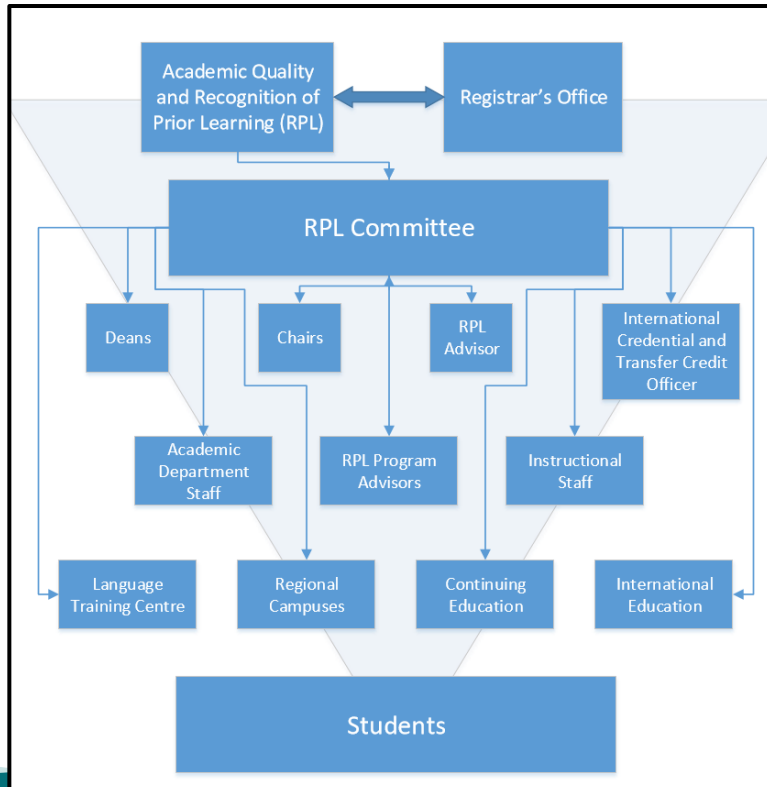 Academic Quality
and Recognition of
Prior Learning (RPL)
Registrar's Office
RPL Committee
Deans
Chairs
RPL
Advisor
International
Credential and
Transfer Credit
Officer
Academic
Department
Staff
RPL Program
Advisors
Instructional
Staff
Language
Training Centre
Regional
Campuses
Continuing
Education
International
Education
Students